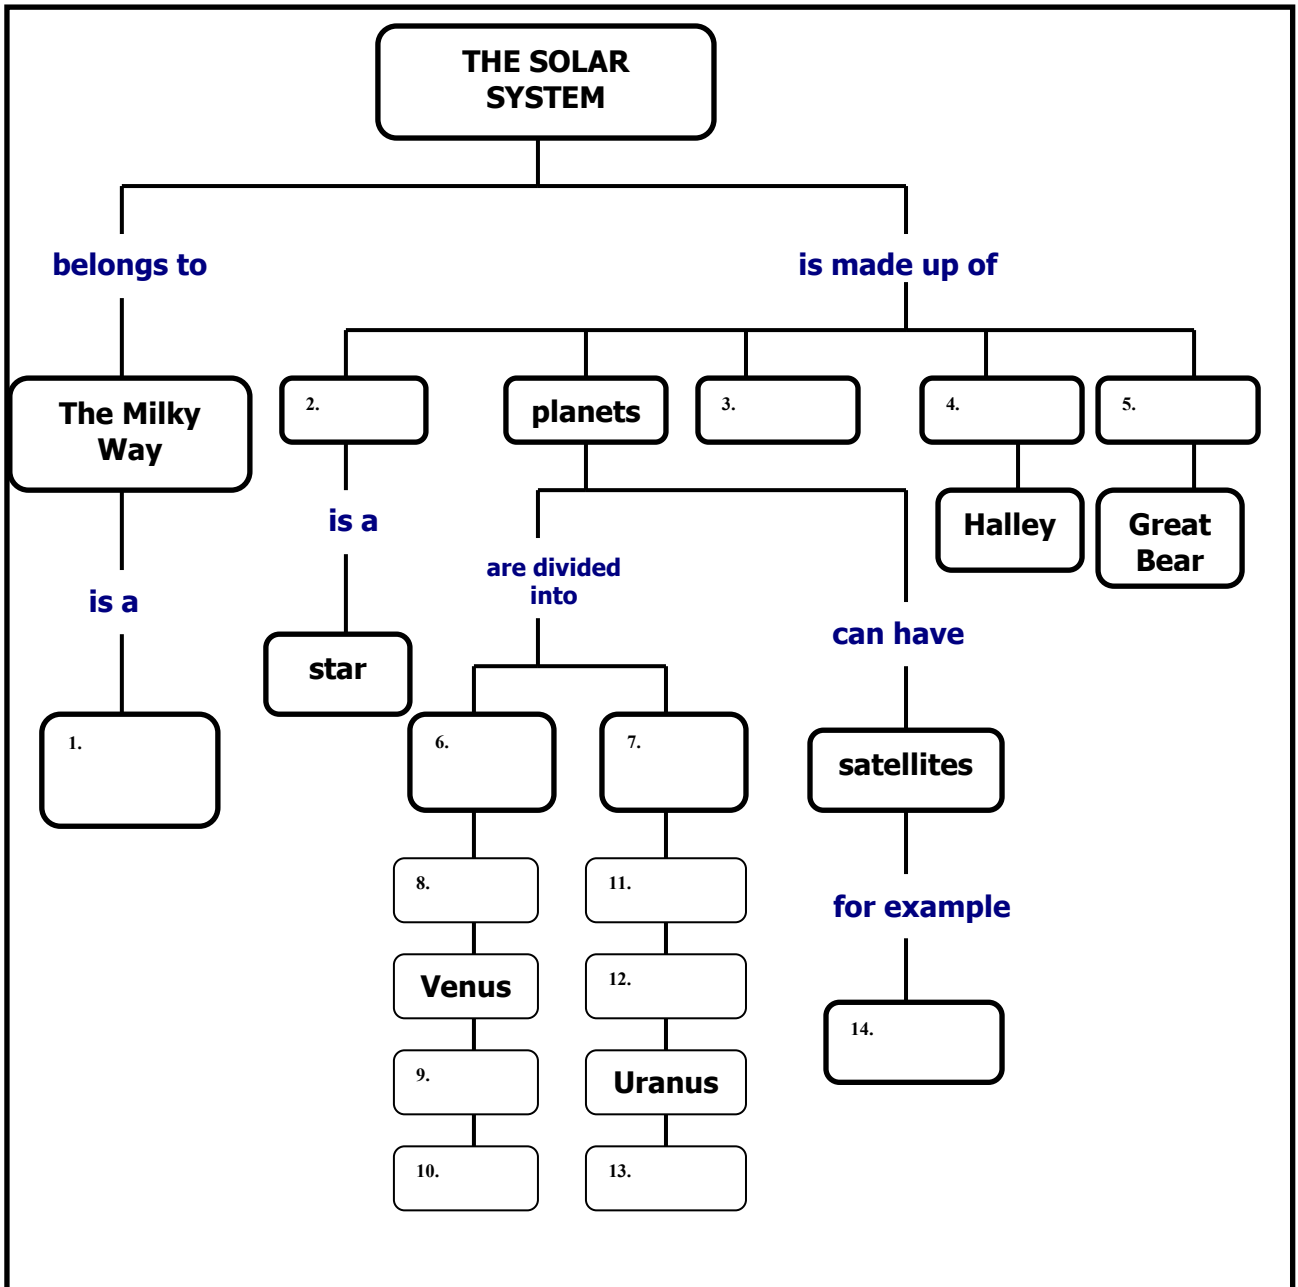 THE SOLAR
SYSTEM
belongs to
is made up of
The Milky
Way
2.
planets
3.
4.
5.
is a
Halley
Great
Bear
are divided
into
is a
can have
star
1.
6.
7.
satellites
8.
11.
for example
Venus
12.
14.
9.
Uranus
10.
13.